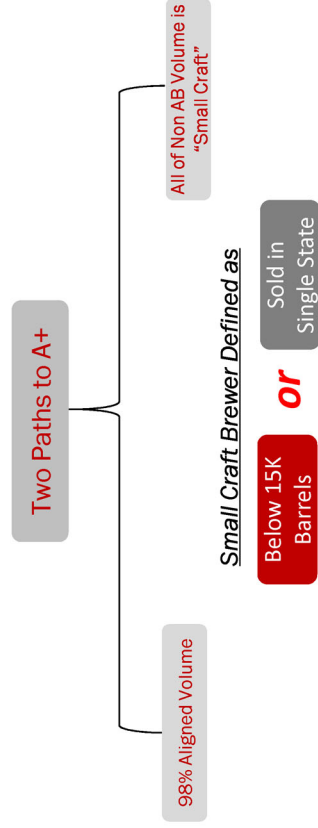 Two Paths to A+
98% Aligned Volume
All of Non AB Volume is
“Small Craft”
Small Craft Brewer Defined as
Below 15K
Barrels
or
Sold in
Single State